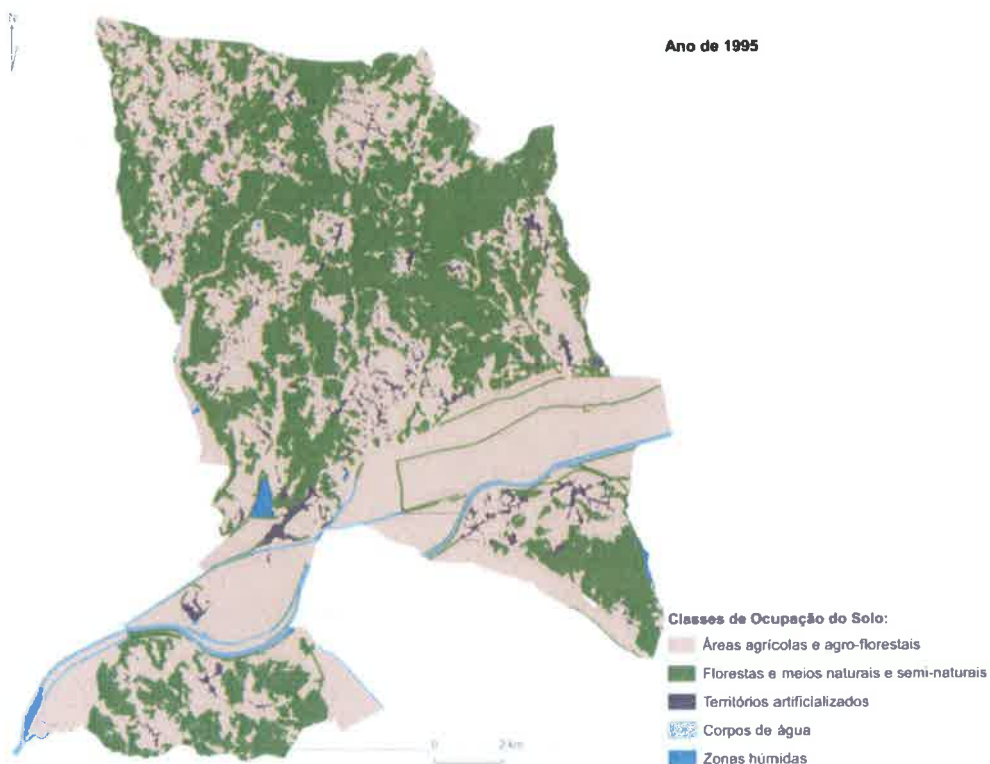 N
Ano de 1995
Classes de Ocupação do Solo:
Áreas agrícolas e agro-florestais
Florestas e meios naturais e semi-naturais
Territórios artificializados
Corpos de água
Zonas húmidas
0 2 km